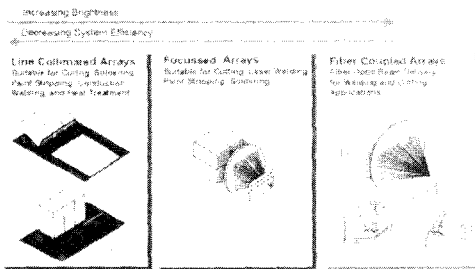 Increasing Brightness
Decreasing System Efficiency
Line Collimated Arrays
Suitable for Curing, Soldering,
Paint Stripping, Conduction
Welding, and Heat Treatment
Focussed Arrays
Suitable for Cutting, Laser Welding
Paint Stripping, Soldering
Fiber Coupled Arrays
Fiber Optic Beam Delivery
for Welding and Cutting
Applications